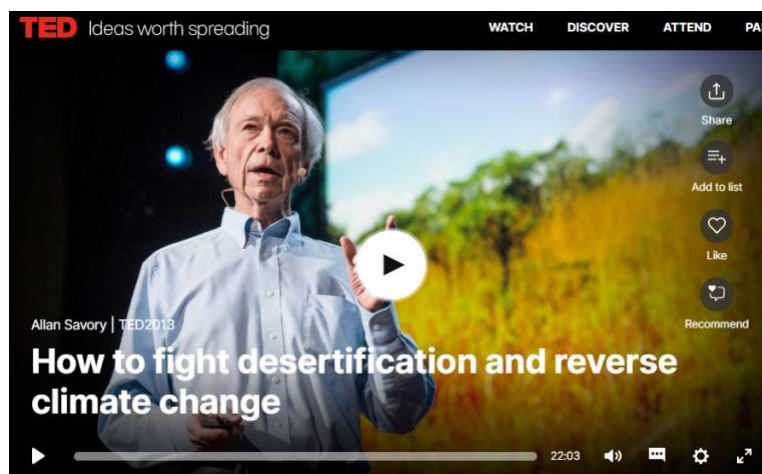 TED Ideas worth spreading WATCH DISCOVER ATTEND PA
Share
Add to list
Like
Recommend
Allan Savory | TED2013
How to fight desertification and reverse
climate change
22:03